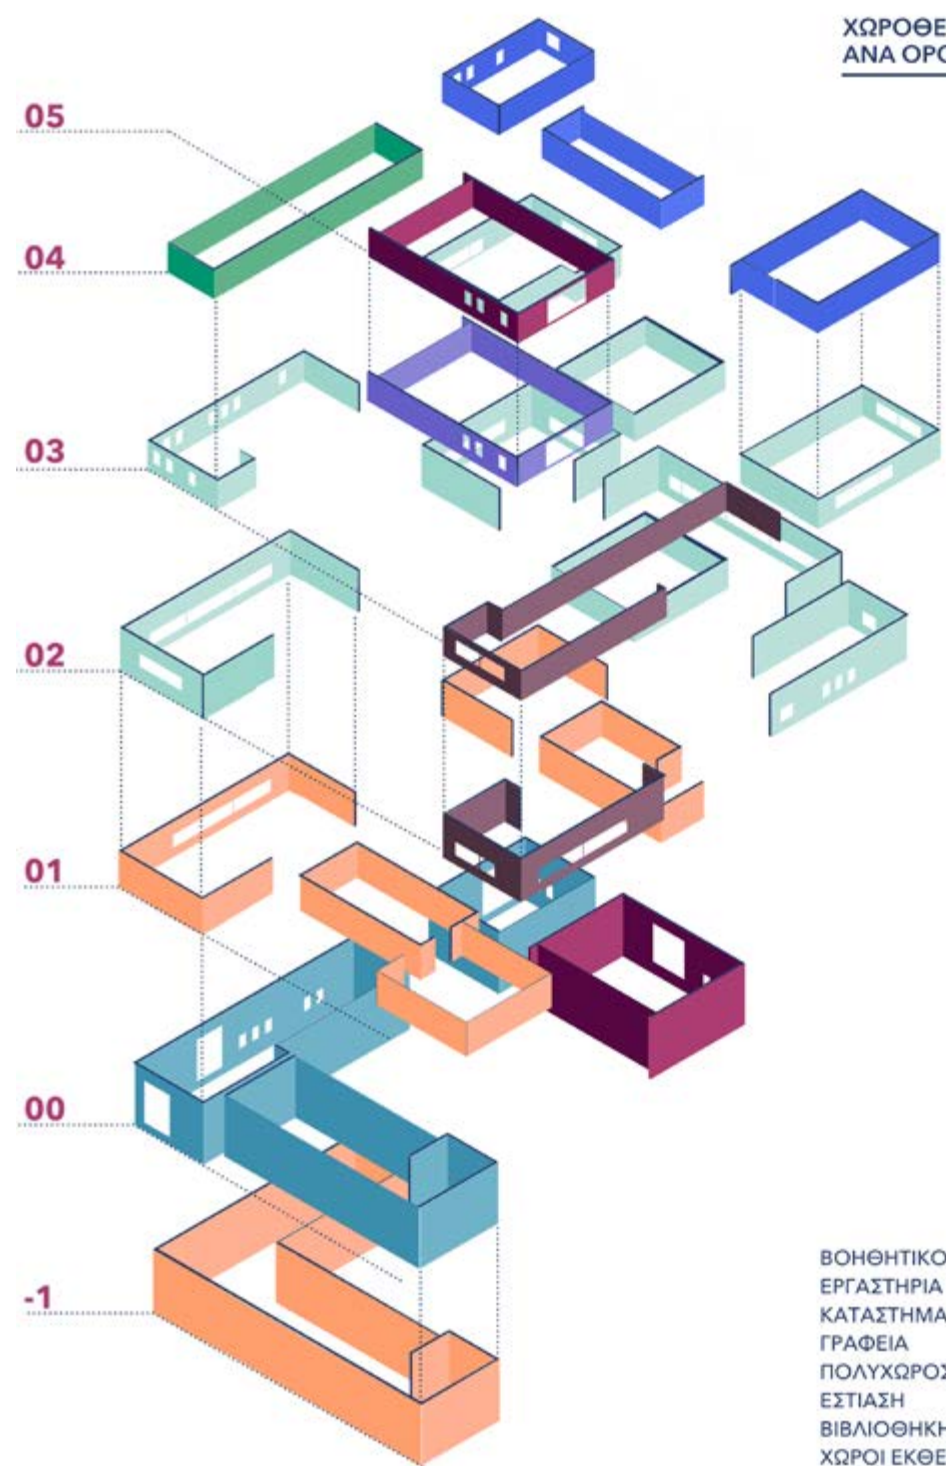 ΧΩΡΟΘΕ
ΑΝΑ ΟΡΟ
05
04
03
02
01
00
-1
ΒΟΗΘΗΤΙΚΟ
ΕΡΓΑΣΤΗΡΙΑ
ΚΑΤΑΣΤΗΜΑ
ΓΡΑΦΕΙΑ
ΠΟΛΥΧΩΡΟΣ
ΕΣΤΙΑΣΗ
ΒΙΒΛΙΟΘΗΚΗ
ΧΩΡΟΙ ΕΚΘΕ